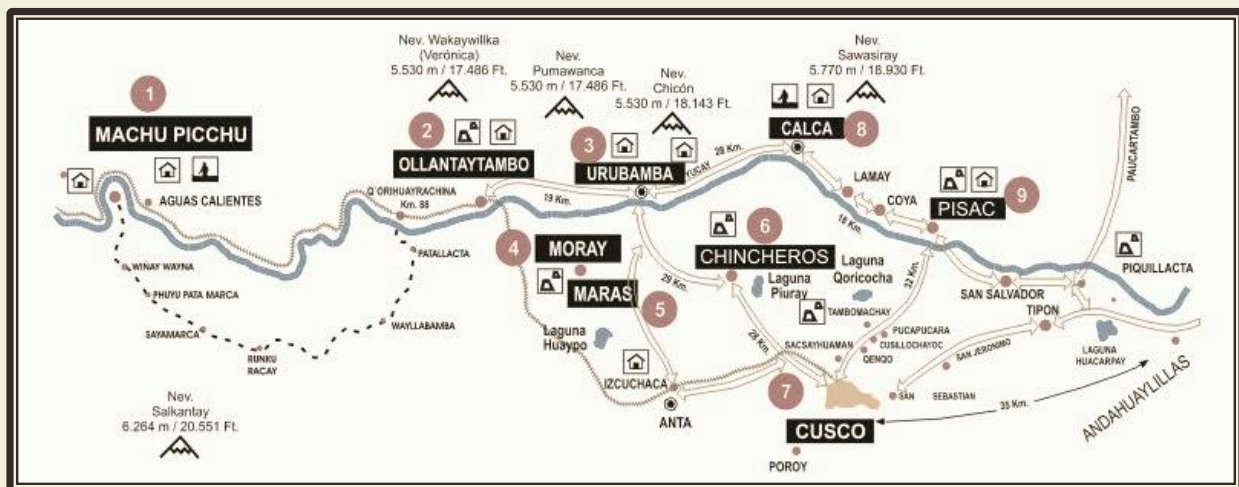 Nev. Wakaywillka
(Verónica)
5.530 m / 17.486 Ft.
Nev.
Pumawanca
5.530 m / 17.486 Ft.
Nev.
Chicón
5.530 m / 18.143 Ft.
Nev.
Sawasiray
5.770 m / 18.930 Ft.
1
MACHU PICCHU
AGUAS CALIENTES
2
OLLANTAYTAMBO
3
URUBAMBA
YUCAY
28 Km.
CALCA
8
LAMAY
COYA
18 Km.
PISAC
9
PAUCARTAMBO
Q´ORIHUAYRACHINA
Km. 88
19 Km.
4
MORAY
MARAS
5
6
CHINCHEROS
29 Km.
Laguna
Piuray
Laguna
Qoricocha
32 Km.
PIQUILLACTA
SAN SALVADOR
TIPON
PATALLACTA
WIÑAY WAYNA
PHUYU PATA MARCA
SAYAMARCA
RUNKU
RACAY
WAYLLABAMBA
Laguna
Huaypo
TAMBOMACHAY
PUCAPUCARA
CUSILLOCHAYOC
SACSAYHUAMAN
QENQO
28 Km.
SAN JERONIMO
LAGUNA
HUACARPAY
IZCUCHACA
ANTA
7
CUSCO
SAN SEBASTIAN
35 Km.
ANDAHUAYLILLAS
POROY
Nev.
Salkantay
6.264 m / 20.551 Ft.